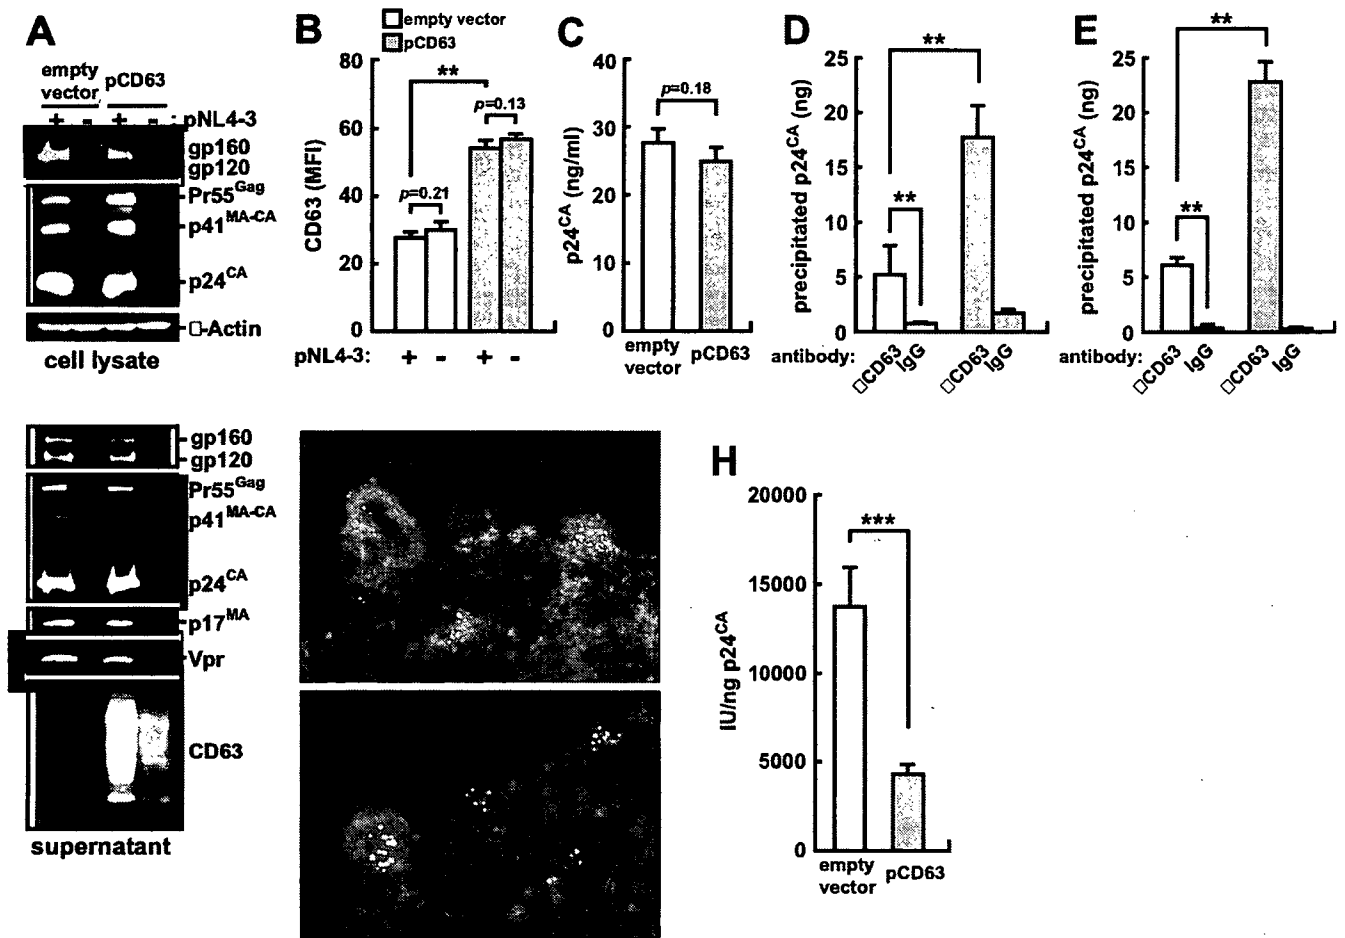 A
empty vector
pCD63
+ - + - : pNL4-3
gp160
gp120
Pr55Gag
p41MA-CA
p24CA
□-Actin
cell lysate
gp160
gp120
Pr55Gag
p41MA-CA
p24CA
p17MA
Vpr
CD63
supernatant
B
empty vector
pCD63
CD63 (MFI)
80
60
40
20
0
**
p=0.13
p=0.21
pNL4-3: + - + -
C
p24CA (ng/ml)
40
30
20
10
0
p=0.18
empty vector
pCD63
D
precipitated p24CA (ng)
25
20
15
10
5
0
**
**
antibody: □CD63 IgG □CD63 IgG
E
precipitated p24CA (ng)
25
20
15
10
5
0
**
**
antibody: □CD63 IgG □CD63 IgG
H
IU/ng p24CA
20000
15000
10000
5000
0
***
empty vector
pCD63